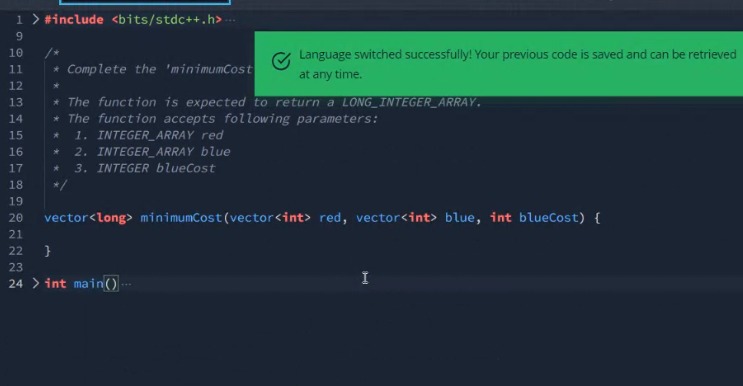 1 > #include <bits/stdc++.h> ...
9
10 /*
11 * Complete the 'minimumCost
Language switched successfully! Your previous code is saved and can be retrieved
at any time.
12 *
13 * The function is expected to return a LONG_INTEGER_ARRAY.
14 * The function accepts following parameters:
15 * 1. INTEGER_ARRAY red
16 * 2. INTEGER_ARRAY blue
17 * 3. INTEGER blueCost
18 */
19
20 vector<long> minimumCost(vector<int> red, vector<int> blue, int blueCost) {
21
22 }
23
24 > int main() ...